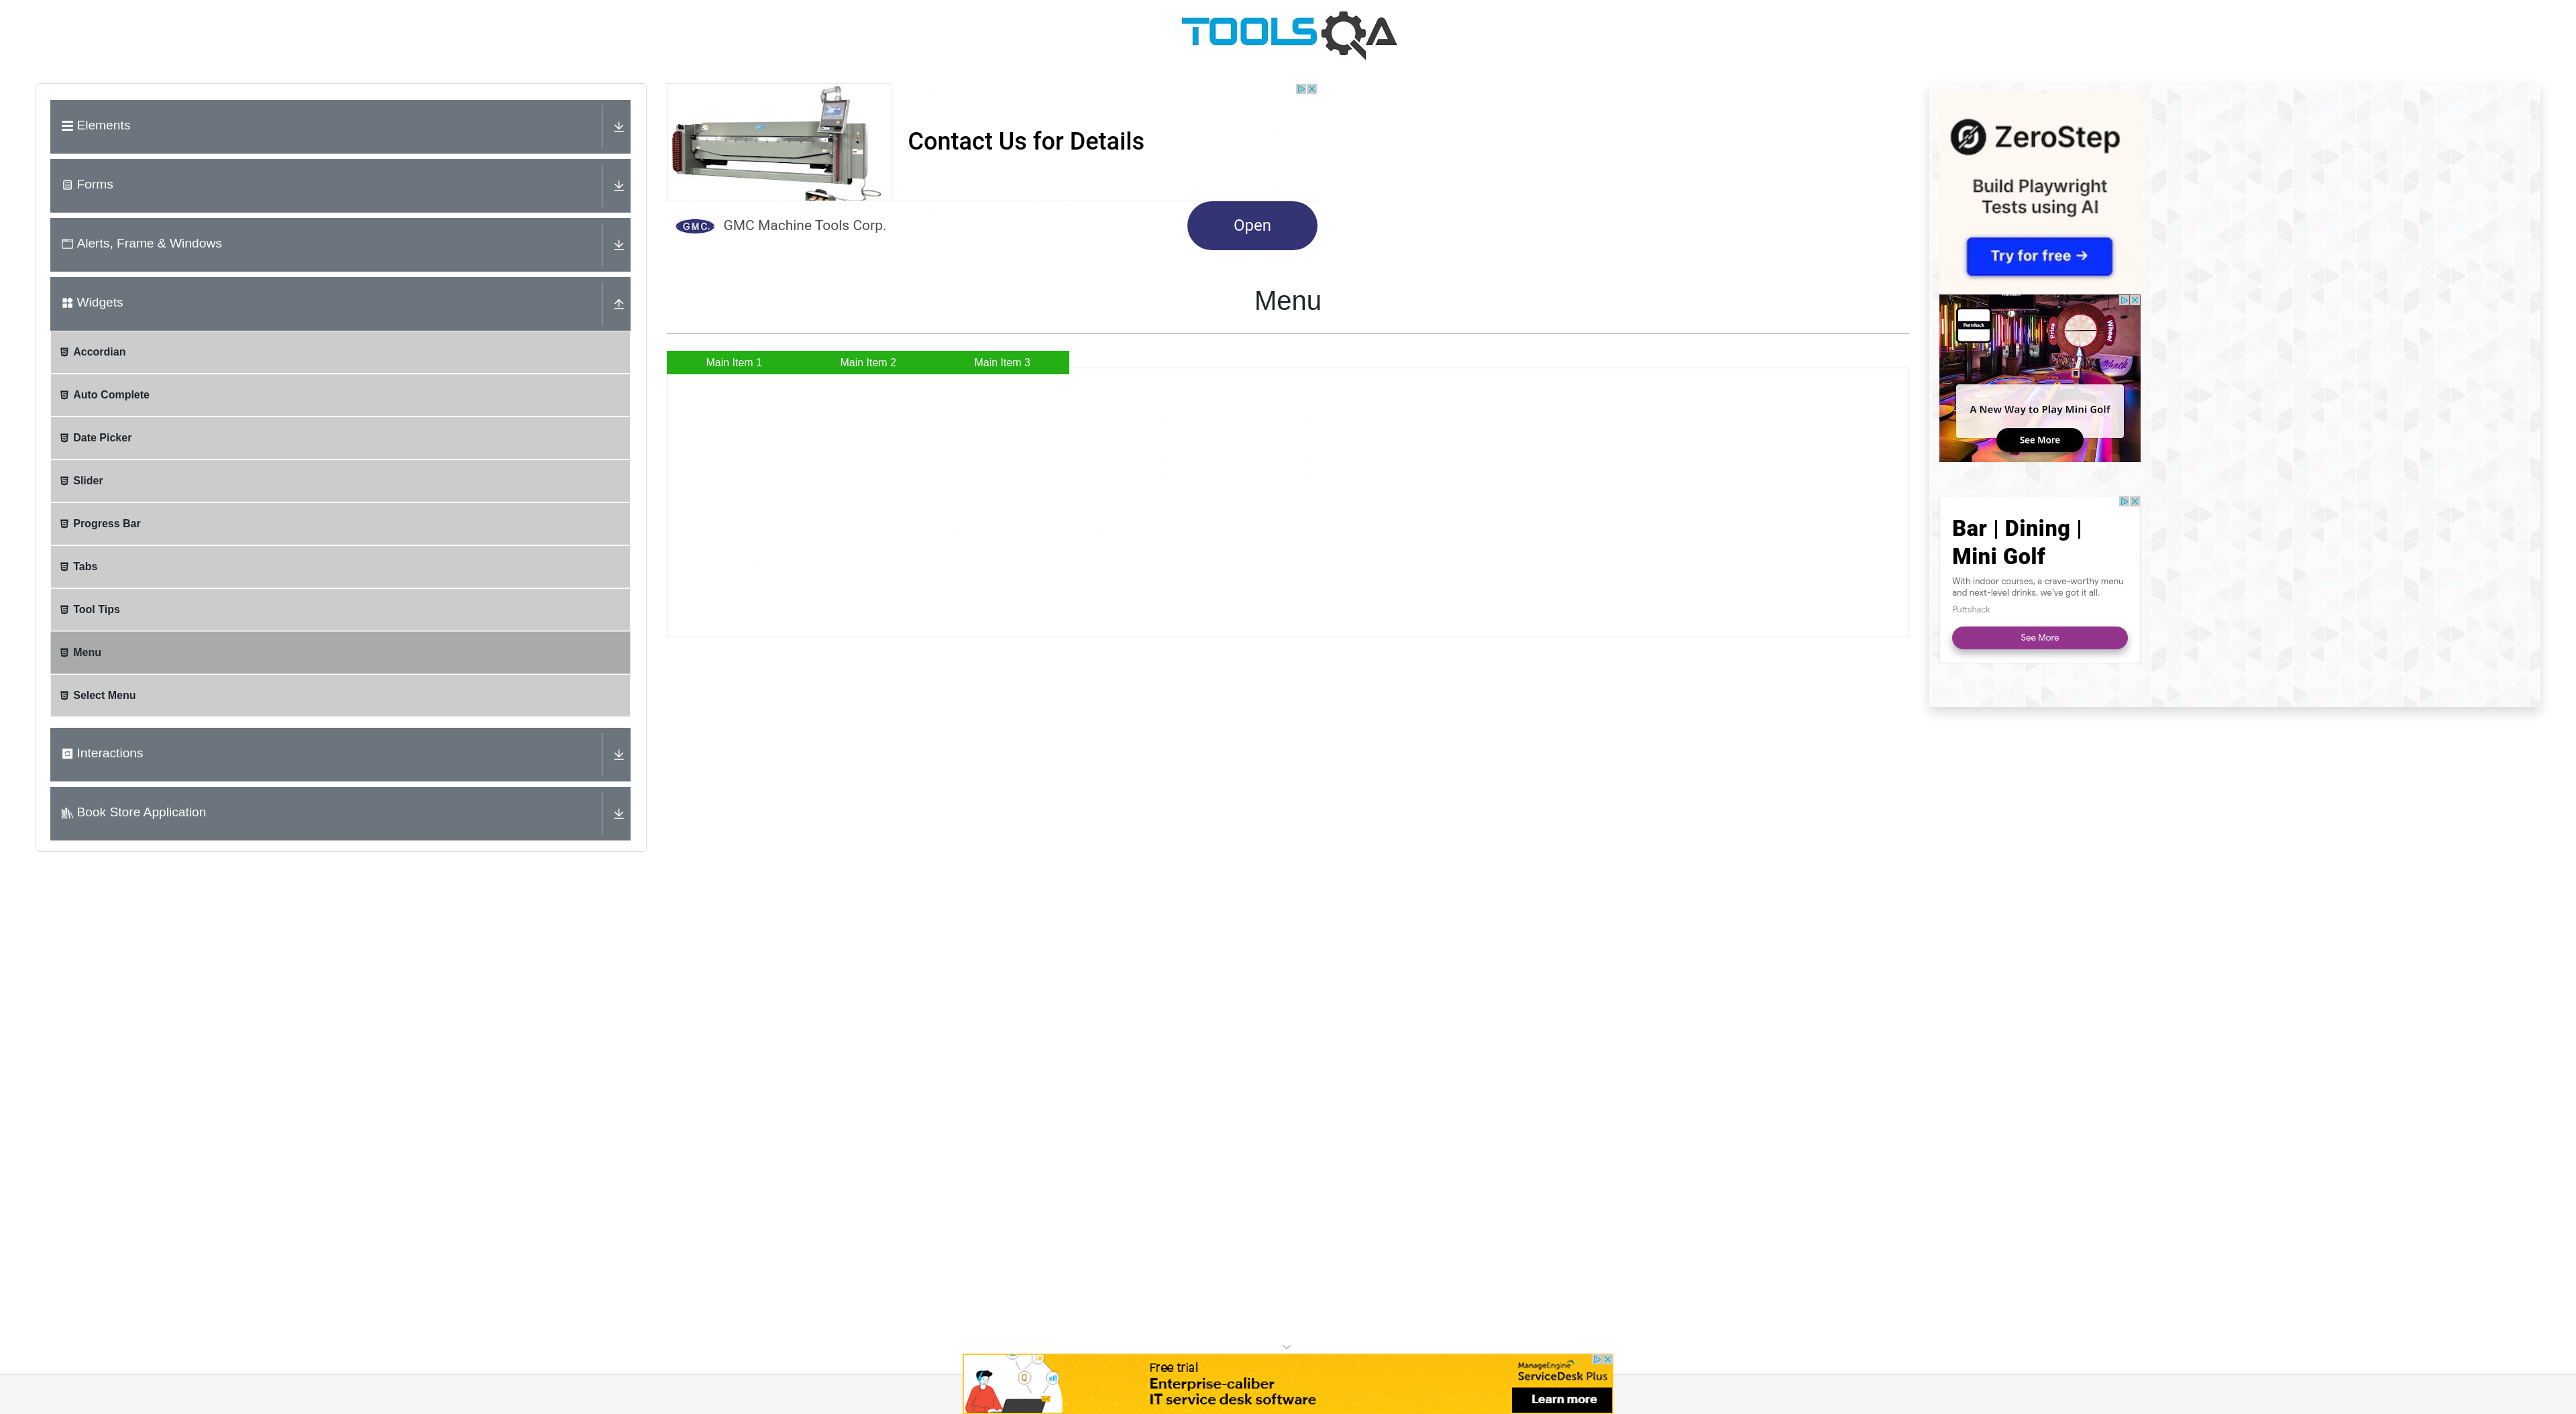 TOOLSQA
Elements
Forms
Alerts, Frame & Windows
Widgets
Accordian
Auto Complete
Date Picker
Slider
Progress Bar
Tabs
Tool Tips
Menu
Select Menu
Interactions
Book Store Application
Contact Us for Details
GMC.
GMC Machine Tools Corp.
Open
Menu
Main Item 1
Main Item 2
Main Item 3
ZeroStep
Build Playwright
Tests using AI
Try for free →
Puttshack
Prize
Wheel
A New Way to Play Mini Golf
See More
Bar | Dining |
Mini Golf
With indoor courses, a crave-worthy menu
and next-level drinks, we've got it all.
Puttshack
See More
Free trial
Enterprise-caliber
IT service desk software
ManageEngine
ServiceDesk Plus
Learn more